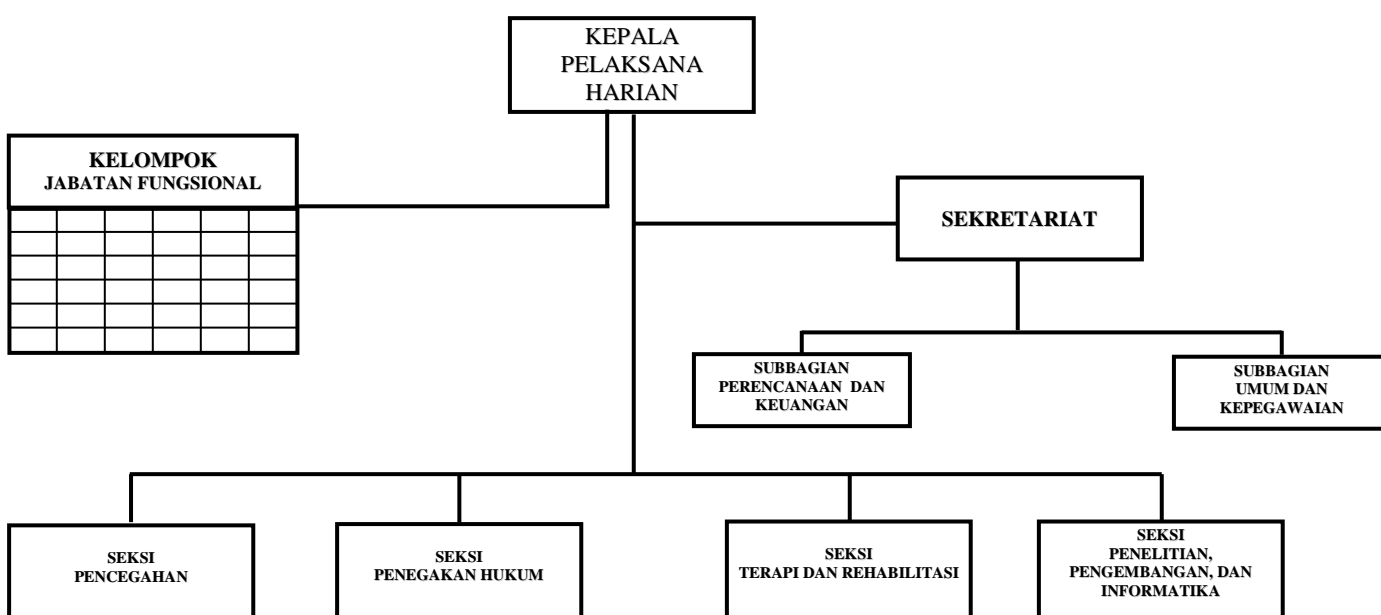 KEPALA
PELAKSANA
HARIAN
KELOMPOK
JABATAN FUNGSIONAL
SEKRETARIAT
SUBBAGIAN
PERENCANAAN DAN
KEUANGAN
SUBBAGIAN
UMUM DAN
KEPEGAWAIAN
SEKSI
PENCEGAHAN
SEKSI
PENEGAKAN HUKUM
SEKSI
TERAPI DAN REHABILITASI
SEKSI
PENELITIAN,
PENGEMBANGAN, DAN
INFORMATIKA